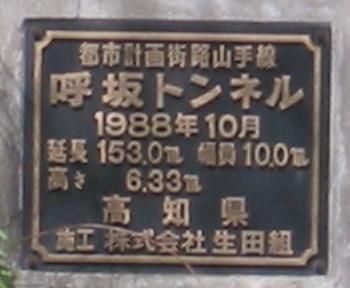 都市計画街路山手線
呼坂トンネル
1988年10月
延長 153.0m 幅員 10.0m
高さ 6.33m
高知県
施工 株式会社生田組